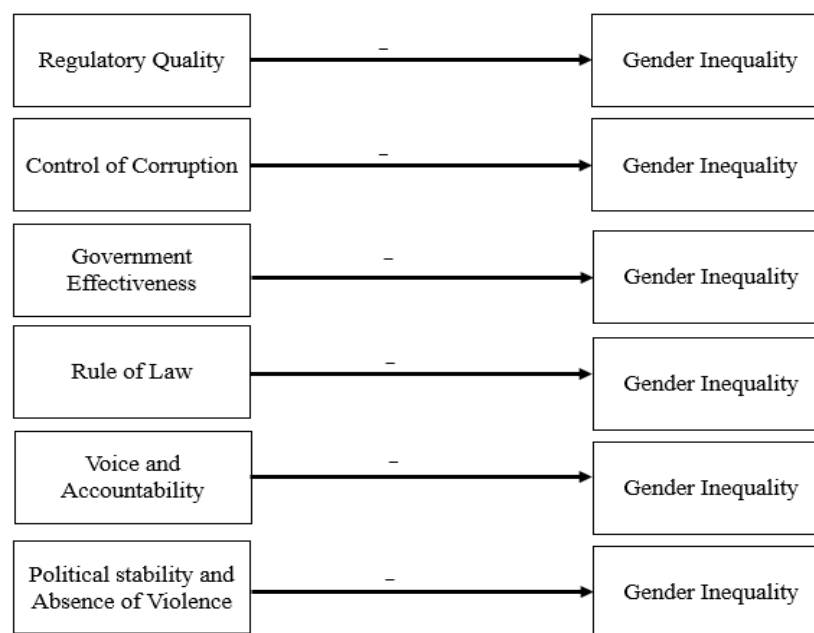 Regulatory Quality
–
Gender Inequality
Control of Corruption
–
Gender Inequality
Government
Effectiveness
–
Gender Inequality
Rule of Law
–
Gender Inequality
Voice and
Accountability
–
Gender Inequality
Political stability and
Absence of Violence
–
Gender Inequality